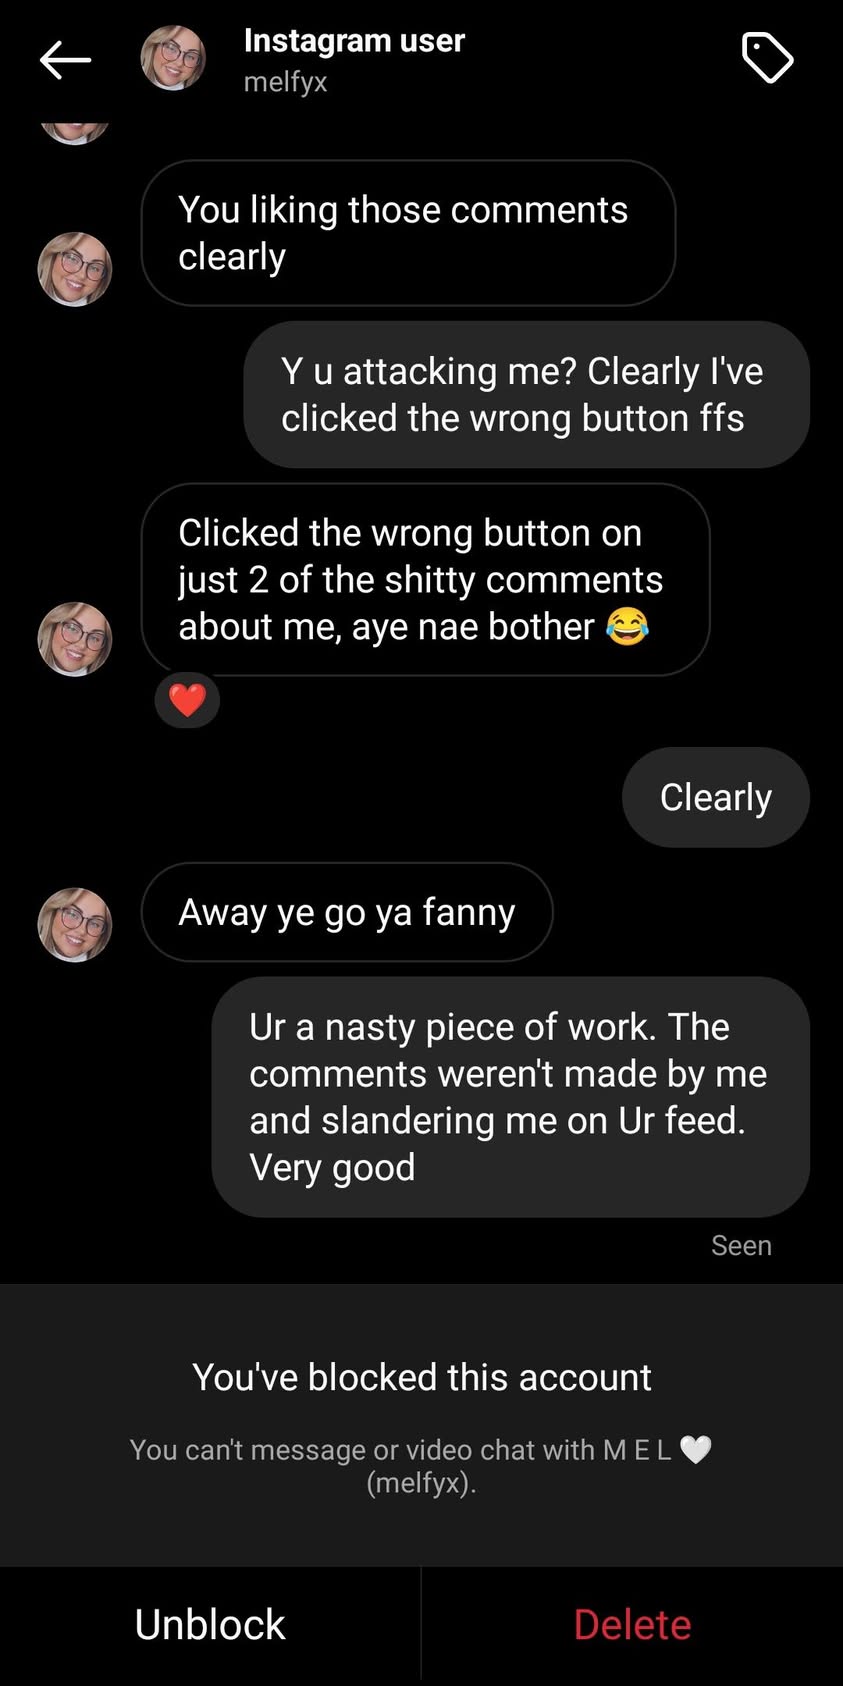 Instagram user
melfyx
You liking those comments
clearly
Y u attacking me? Clearly I've
clicked the wrong button ffs
Clicked the wrong button on
just 2 of the shitty comments
about me, aye nae bother 😂
❤️
Clearly
Away ye go ya fanny
Ur a nasty piece of work. The
comments weren't made by me
and slandering me on Ur feed.
Very good
Seen
You've blocked this account
You can't message or video chat with M E L 🤍
(melfyx).
Unblock
Delete